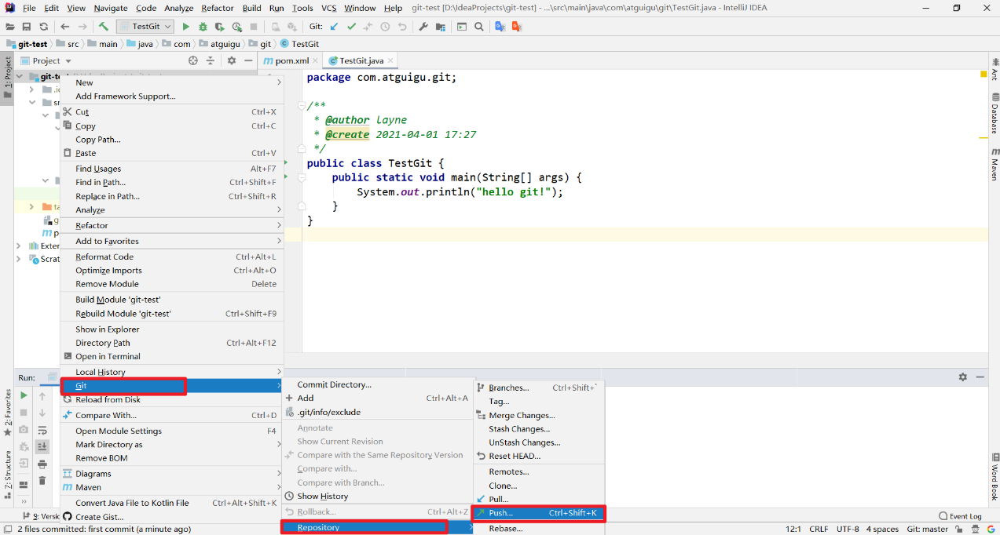 File Edit View Navigate Code Analyze Refactor Build Run Tools VCS Window Help git-test [D:\IdeaProjects\git-test] - ...\src\main\java\com\atguigu\git\TestGit.java - IntelliJ IDEA
TestGit Git:
git-test src main java com atguigu git TestGit
1: Project
Project
pom.xml TestGit.java
package com.atguigu.git;
/**
* @author layne
* @create 2021-04-01 17:27
*/
public class TestGit {
public static void main(String[] args) {
System.out.println("hello git!");
}
}
Ant
Database
Maven
Word Book
New
Add Framework Support...
Cut Ctrl+X
Copy Ctrl+C
Copy Path...
Paste Ctrl+V
Find Usages Alt+F7
Find in Path... Ctrl+Shift+F
Replace in Path... Ctrl+Shift+R
Analyze
Refactor
Add to Favorites
Reformat Code Ctrl+Alt+L
Optimize Imports Ctrl+Alt+O
Remove Module Delete
Build Module 'git-test'
Rebuild Module 'git-test' Ctrl+Shift+F9
Show in Explorer
Directory Path Ctrl+Alt+F12
Open in Terminal
Local History
Git
Reload from Disk
Compare With... Ctrl+D
Open Module Settings F4
Mark Directory as
Remove BOM
Diagrams
Maven
Convert Java File to Kotlin File Ctrl+Alt+Shift+K
Create Gist...
Run:
2: Favorites
Z: Structure
Commit Directory...
Add Ctrl+Alt+A
.git/info/exclude
Annotate
Show Current Revision
Compare with the Same Repository Version
Compare with...
Compare with Branch...
Show History
Rollback... Ctrl+Alt+Z
Repository
Branches... Ctrl+Shift+`
Tag...
Merge Changes...
Stash Changes...
UnStash Changes...
Reset HEAD...
Remotes...
Clone...
Pull...
Push... Ctrl+Shift+K
Rebase...
Event Log
2 files committed: first commit (a minute ago) 12:1 CRLF UTF-8 4 spaces Git: master